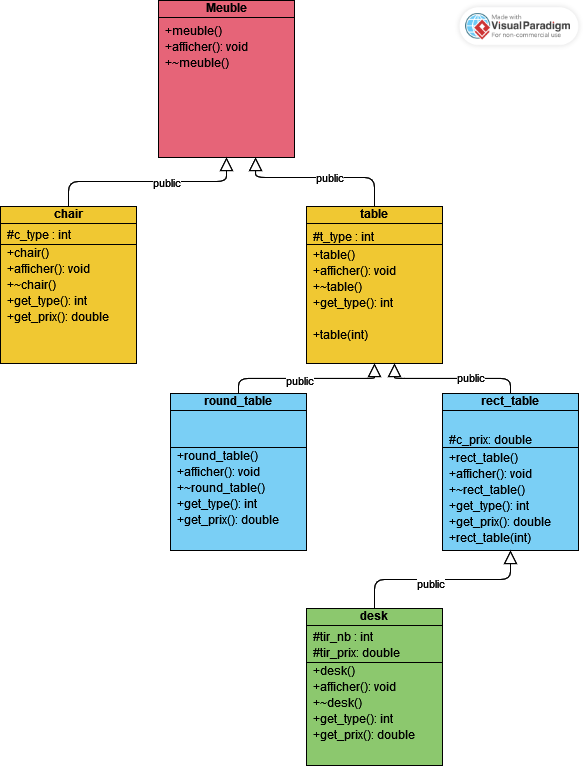 Meuble
+meuble()
+afficher(): void
+~meuble()
Made with
Visual Paradigm
For non-commercial use
public
public
chair
#c_type : int
+chair()
+afficher(): void
+~chair()
+get_type(): int
+get_prix(): double
table
#t_type : int
+table()
+afficher(): void
+~table()
+get_type(): int
+table(int)
public
public
round_table
+round_table()
+afficher(): void
+~round_table()
+get_type(): int
+get_prix(): double
rect_table
#c_prix: double
+rect_table()
+afficher(): void
+~rect_table()
+get_type(): int
+get_prix(): double
+rect_table(int)
public
desk
#tir_nb : int
#tir_prix: double
+desk()
+afficher(): void
+~desk()
+get_type(): int
+get_prix(): double